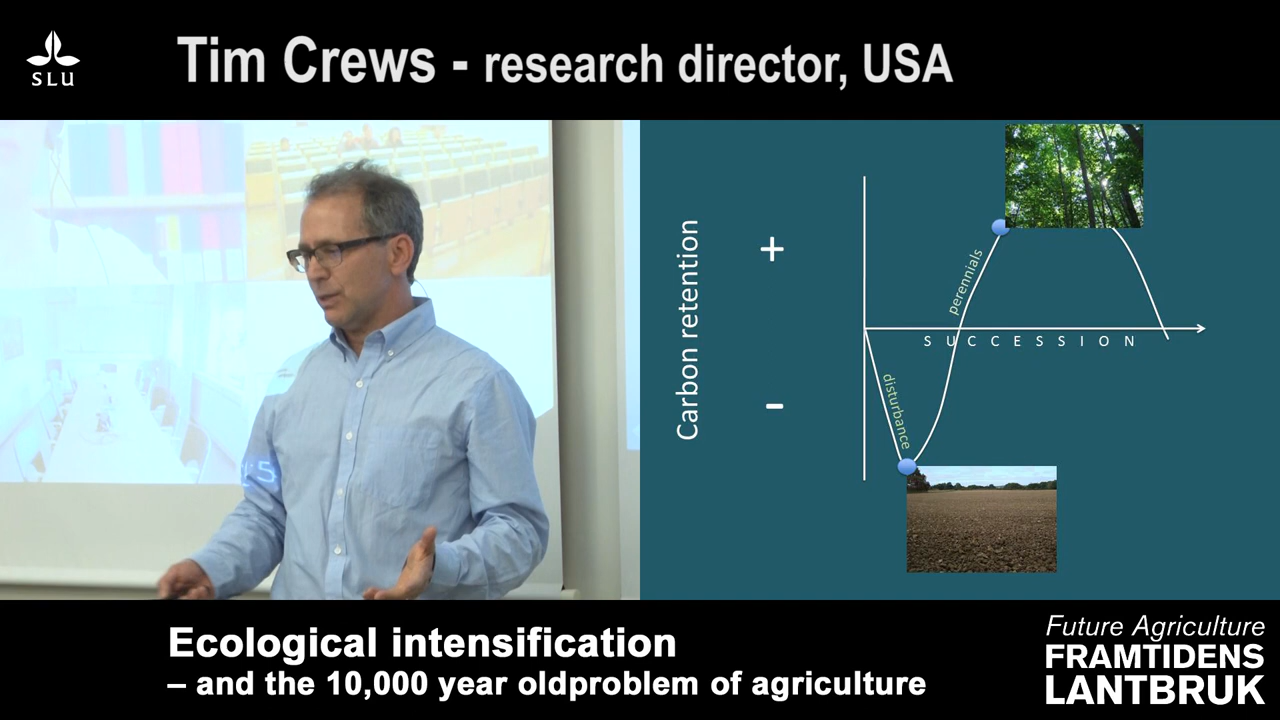 SLU
Tim Crews - research director, USA
Carbon retention
+
-
perennials
SUCCESSION
disturbance
Ecological intensification
– and the 10,000 year oldproblem of agriculture
Future Agriculture
FRAMTIDENS
LANTBRUK